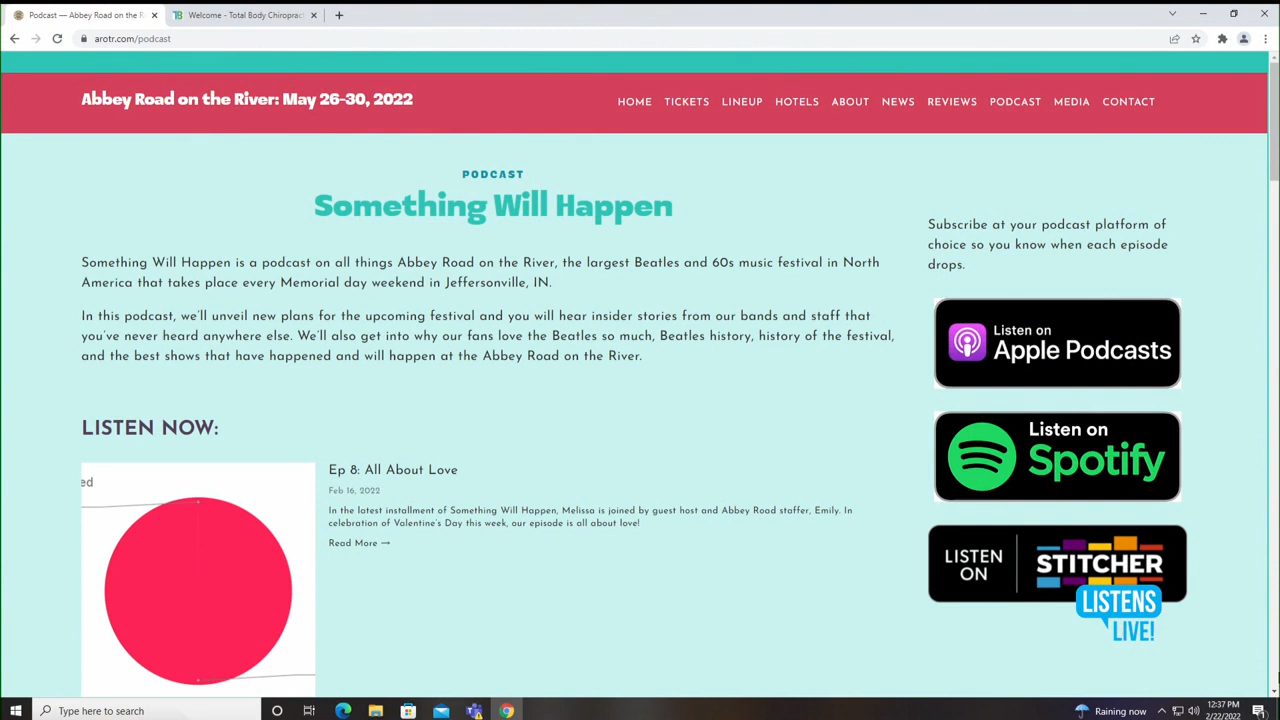 Podcast — Abbey Road on the R
Welcome - Total Body Chiropract
arotr.com/podcast
Abbey Road on the River: May 26-30, 2022
HOME TICKETS LINEUP HOTELS ABOUT NEWS REVIEWS PODCAST MEDIA CONTACT
PODCAST
Something Will Happen
Something Will Happen is a podcast on all things Abbey Road on the River, the largest Beatles and 60s music festival in North
America that takes place every Memorial day weekend in Jeffersonville, IN.
In this podcast, we'll unveil new plans for the upcoming festival and you will hear insider stories from our bands and staff that
you've never heard anywhere else. We'll also get into why our fans love the Beatles so much, Beatles history, history of the festival,
and the best shows that have happened and will happen at the Abbey Road on the River.
LISTEN NOW:
ed
Ep 8: All About Love
Feb 16, 2022
In the latest installment of Something Will Happen, Melissa is joined by guest host and Abbey Road staffer, Emily. In
celebration of Valentine's Day this week, our episode is all about love!
Read More →
Subscribe at your podcast platform of
choice so you know when each episode
drops.
Listen on
Apple Podcasts
Listen on
Spotify
LISTEN
ON
STITCHER
LISTENS
LIVE!
Type here to search
Raining now
12:37 PM
2/22/2022